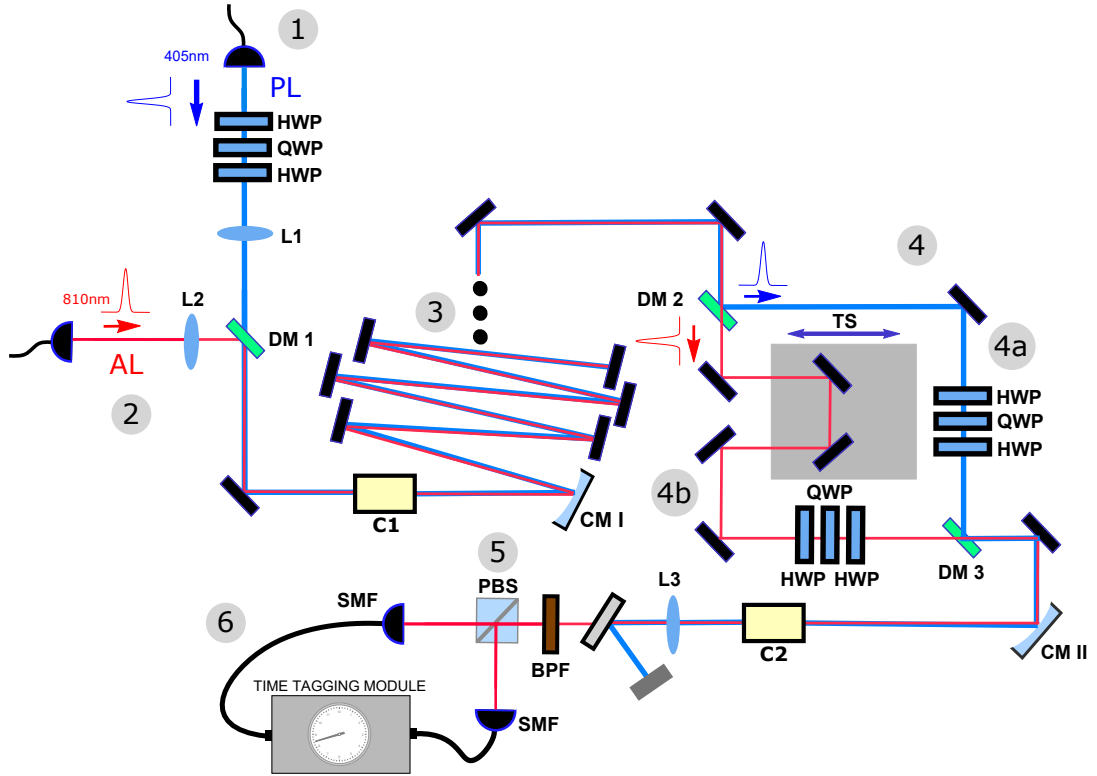 1
405nm
PL
HWP
QWP
HWP
L1
810nm
L2
DM 1
AL
2
3
C1
CM I
DM 2
4
TS
4a
HWP
QWP
HWP
4b
QWP
HWP
HWP
DM 3
CM II
5
PBS
L3
C2
BPF
SMF
6
TIME TAGGING MODULE
SMF